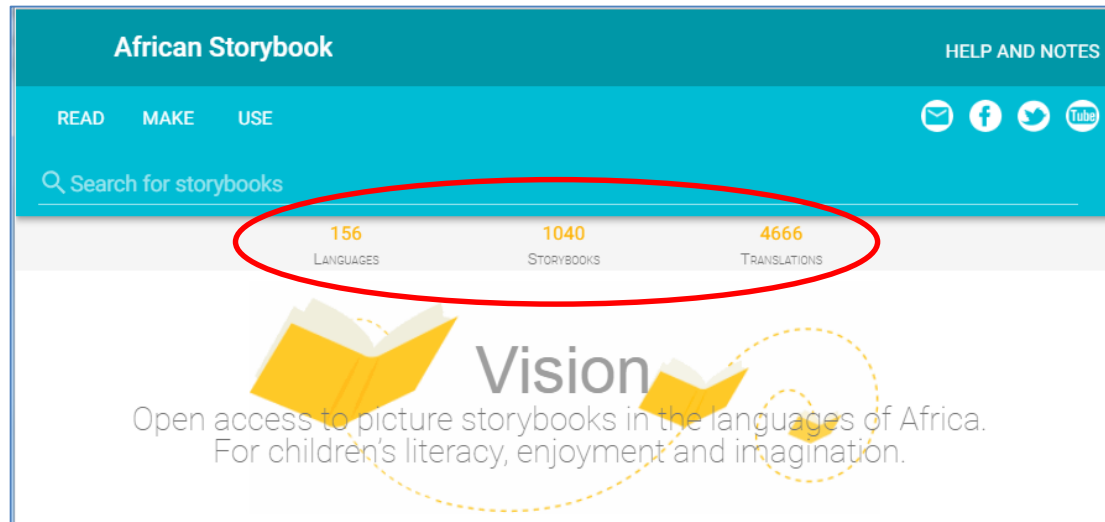 African Storybook
HELP AND NOTES
READ MAKE USE
Tube
Search for storybooks
156 1040 4666
LANGUAGES STORYBOOKS TRANSLATIONS
Vision
Open access to picture storybooks in the languages of Africa.
For children's literacy, enjoyment and imagination.